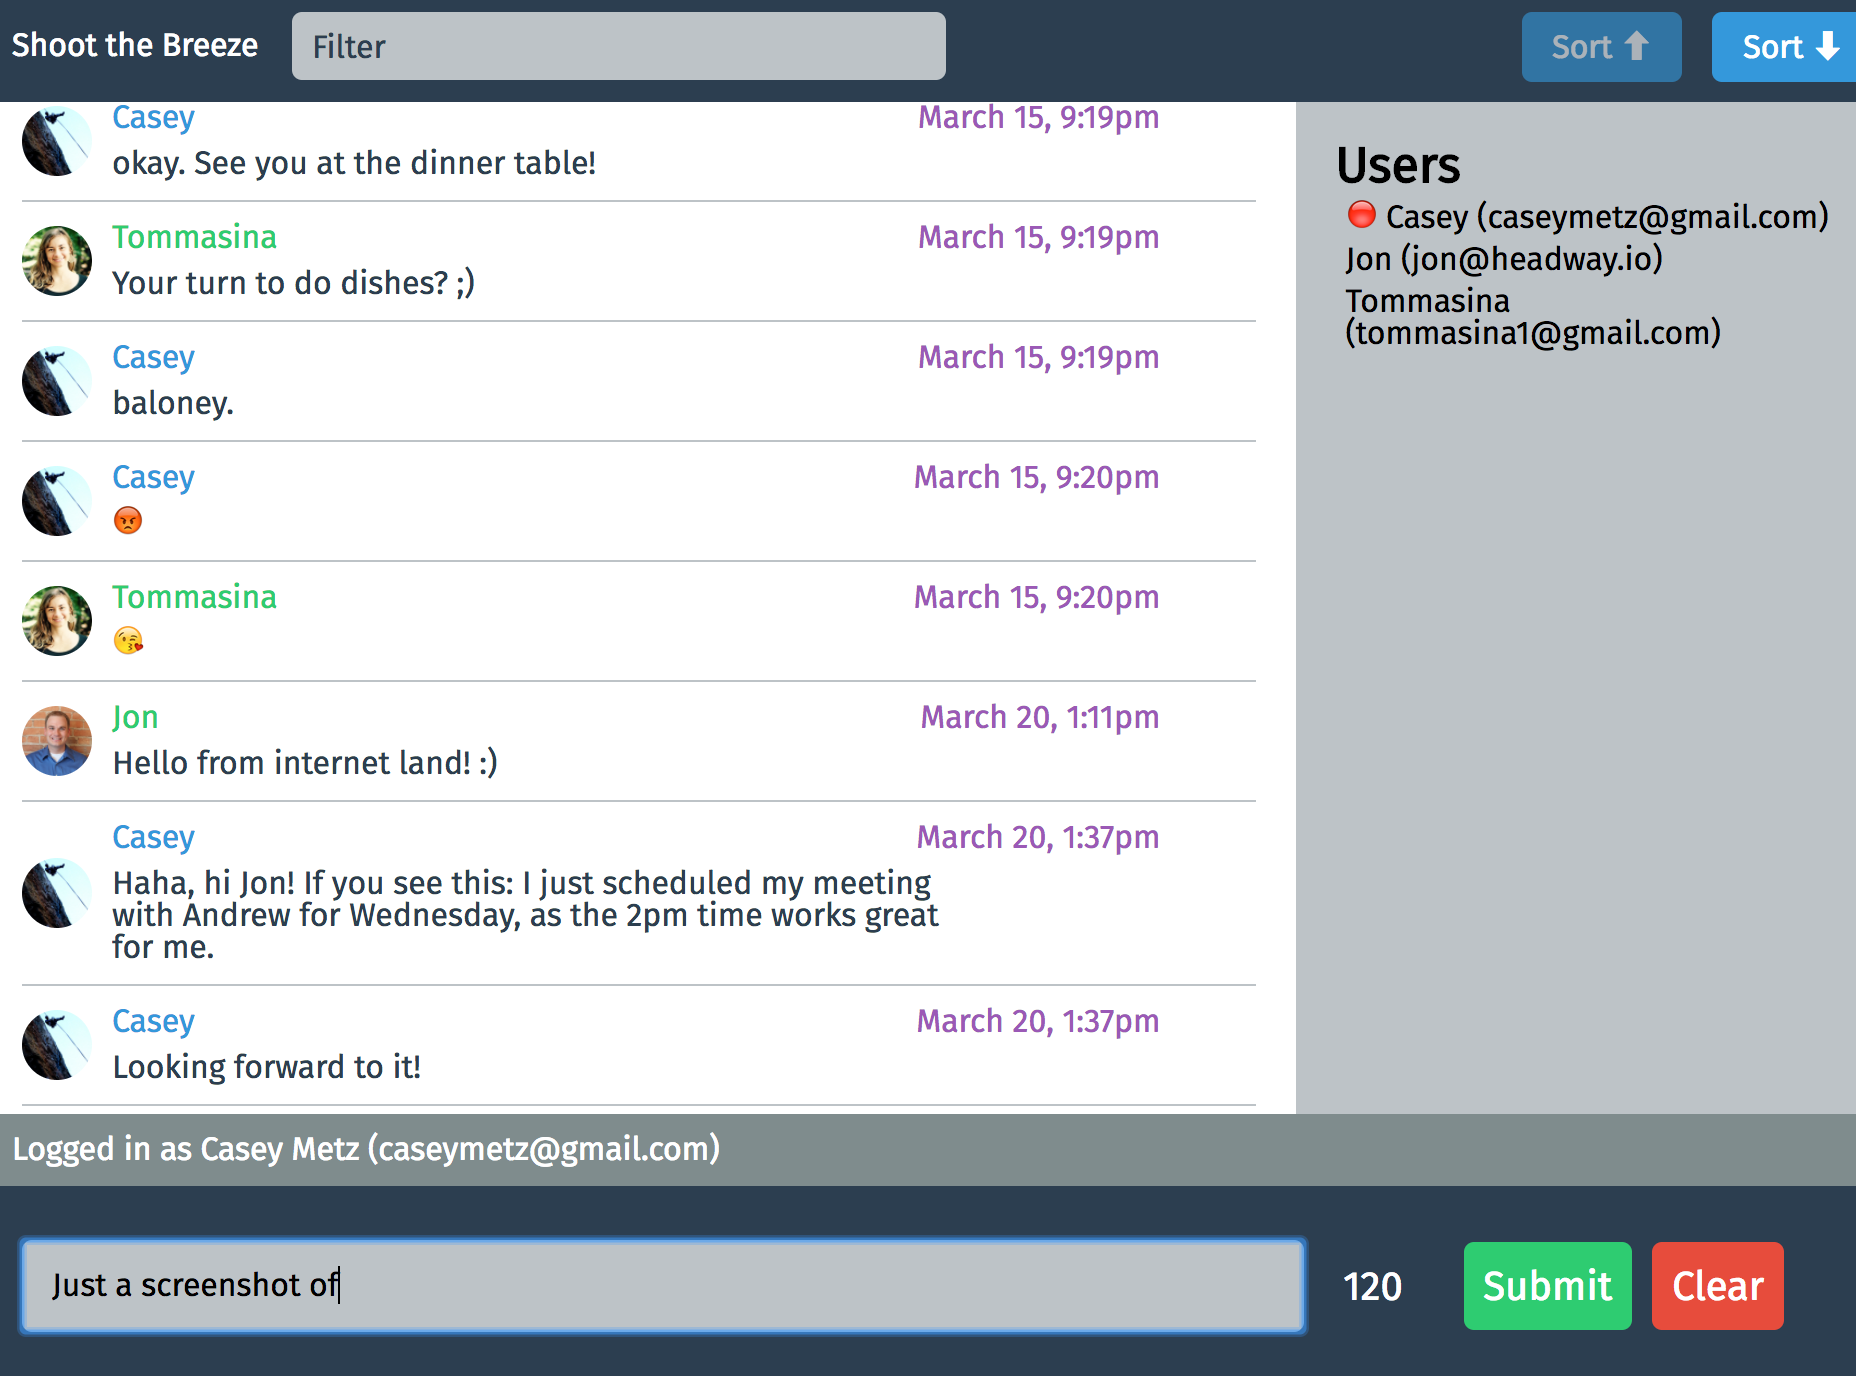 Shoot the Breeze
Filter
Sort ⬆
Sort ⬇
Casey
March 15, 9:19pm
okay. See you at the dinner table!
Tommasina
March 15, 9:19pm
Your turn to do dishes? ;)
Casey
March 15, 9:19pm
baloney.
Casey
March 15, 9:20pm
😡
Tommasina
March 15, 9:20pm
😘
Jon
March 20, 1:11pm
Hello from internet land! :)
Casey
March 20, 1:37pm
Haha, hi Jon! If you see this: I just scheduled my meeting
with Andrew for Wednesday, as the 2pm time works great
for me.
Casey
March 20, 1:37pm
Looking forward to it!
Users
🔴 Casey (caseymetz@gmail.com)
Jon (jon@headway.io)
Tommasina
(tommasina1@gmail.com)
Logged in as Casey Metz (caseymetz@gmail.com)
Just a screenshot of
120
Submit
Clear